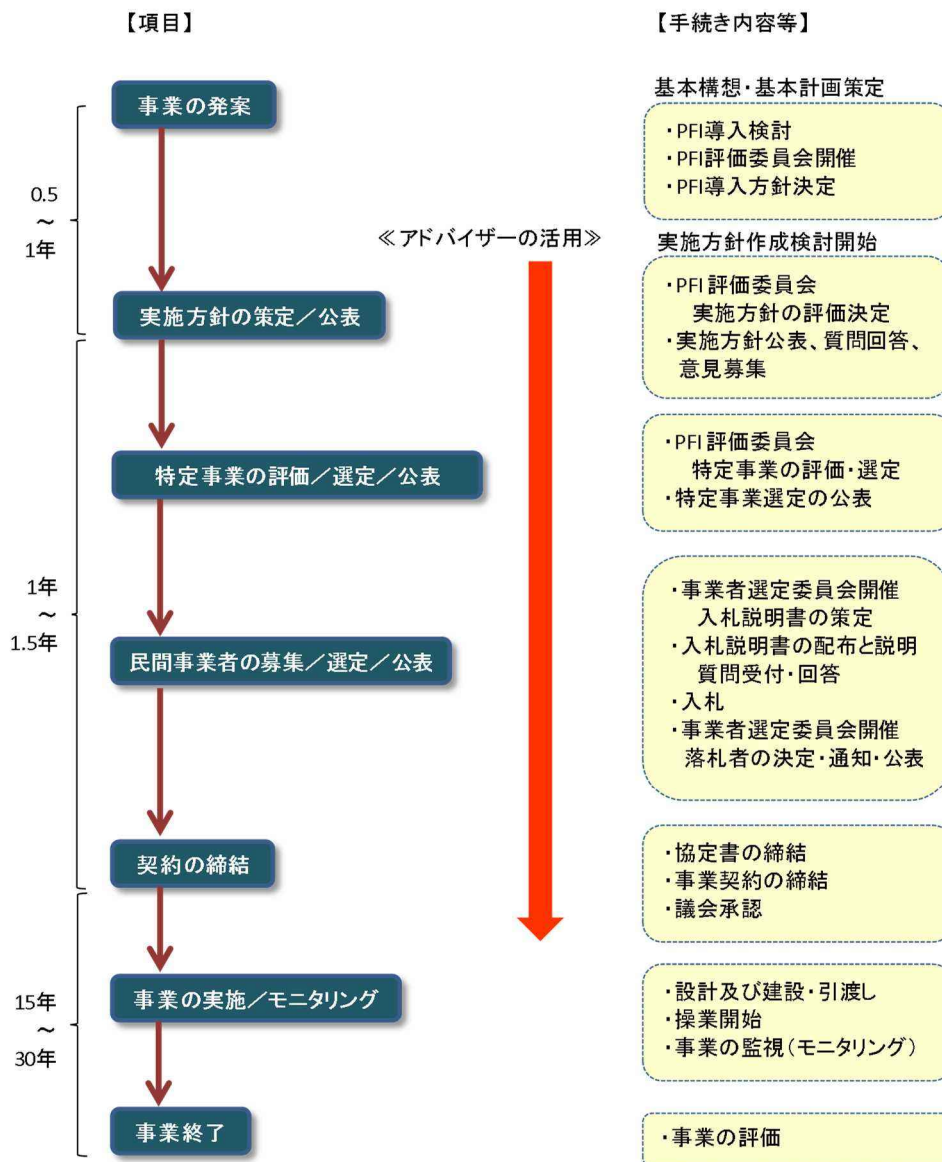 【項目】
【手続き内容等】
事業の発案
基本構想・基本計画策定
・PFI導入検討
・PFI評価委員会開催
・PFI導入方針決定
0.5
～
1年
≪アドバイザーの活用≫
実施方針作成検討開始
実施方針の策定／公表
・PFI評価委員会
実施方針の評価決定
・実施方針公表、質問回答、
意見募集
特定事業の評価／選定／公表
・PFI評価委員会
特定事業の評価・選定
・特定事業選定の公表
1年
～
1.5年
民間事業者の募集／選定／公表
・事業者選定委員会開催
入札説明書の策定
・入札説明書の配布と説明
質問受付・回答
・入札
・事業者選定委員会開催
落札者の決定・通知・公表
契約の締結
・協定書の締結
・事業契約の締結
・議会承認
15年
～
30年
事業の実施／モニタリング
・設計及び建設・引渡し
・操業開始
・事業の監視（モニタリング）
事業終了
・事業の評価